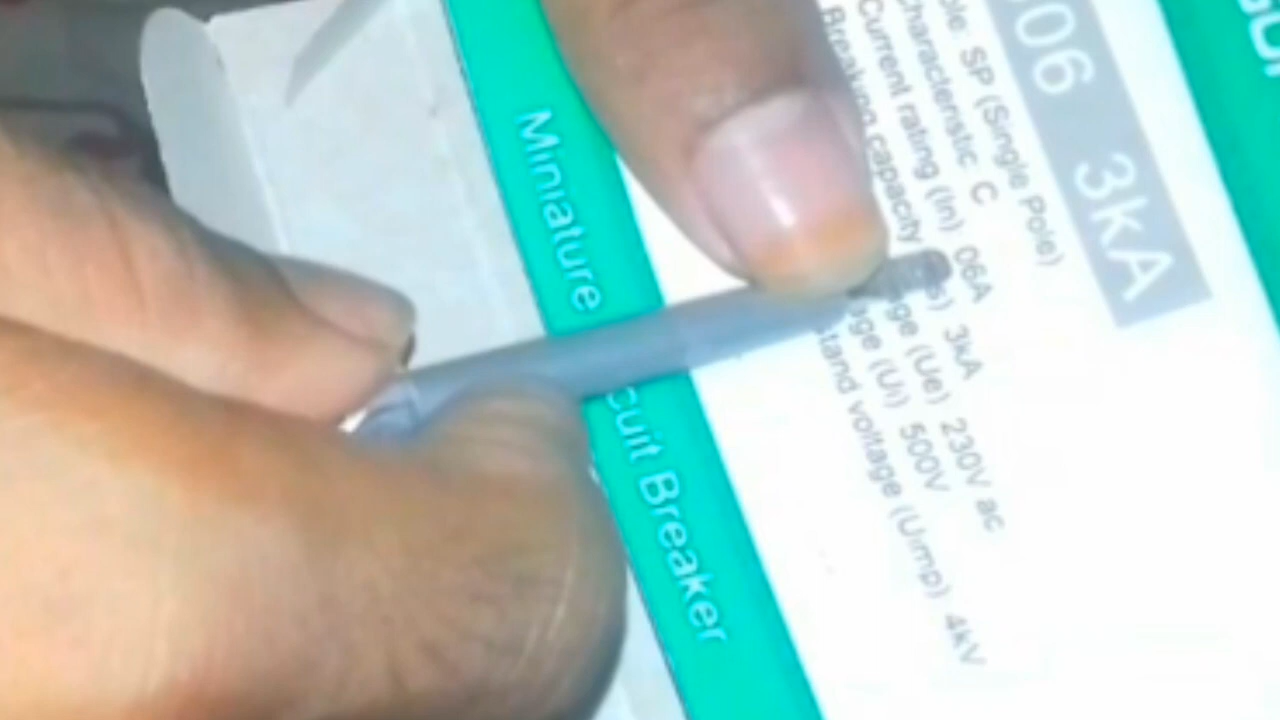 06 3kA
SP (Single Pole)
Characteristic C
Current rating (In) 06A
Breaking capacity 3kA
(Ue) 230V ac
(Ui) 500V
voltage (Uimp) 4kV
Miniature Breaker